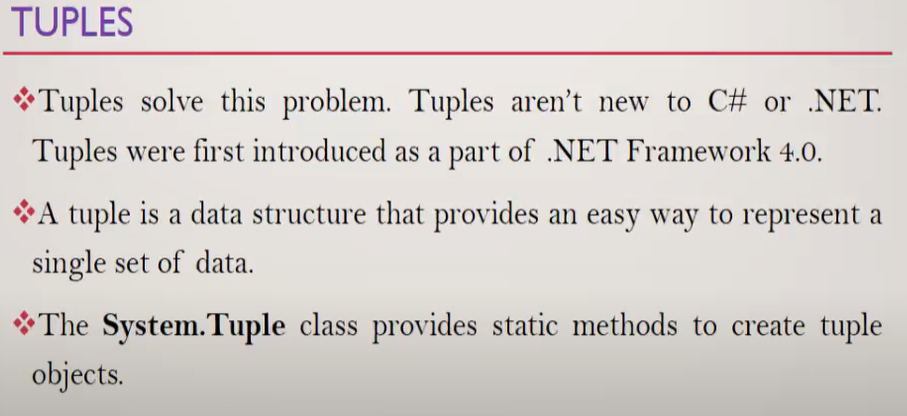 TUPLES
❖Tuples solve this problem. Tuples aren't new to C# or .NET.
Tuples were first introduced as a part of .NET Framework 4.0.
❖A tuple is a data structure that provides an easy way to represent a
single set of data.
❖The System.Tuple class provides static methods to create tuple
objects.